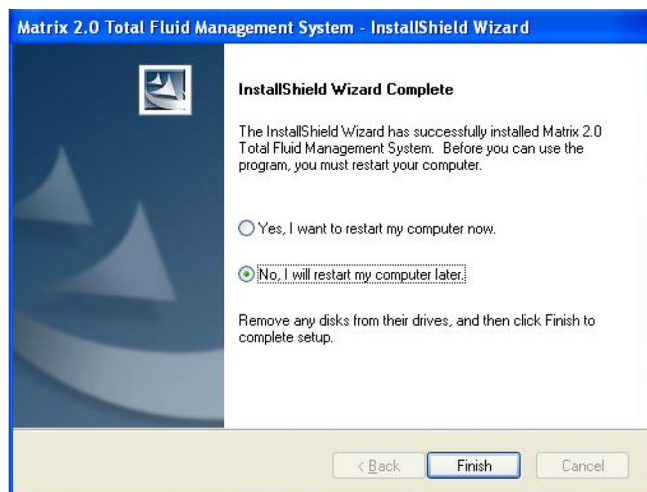 Matrix 2.0 Total Fluid Management System - InstallShield Wizard
InstallShield Wizard Complete
The InstallShield Wizard has successfully installed Matrix 2.0
Total Fluid Management System. Before you can use the
program, you must restart your computer.
Yes, I want to restart my computer now.
No, I will restart my computer later.
Remove any disks from their drives, and then click Finish to
complete setup.
< Back Finish Cancel